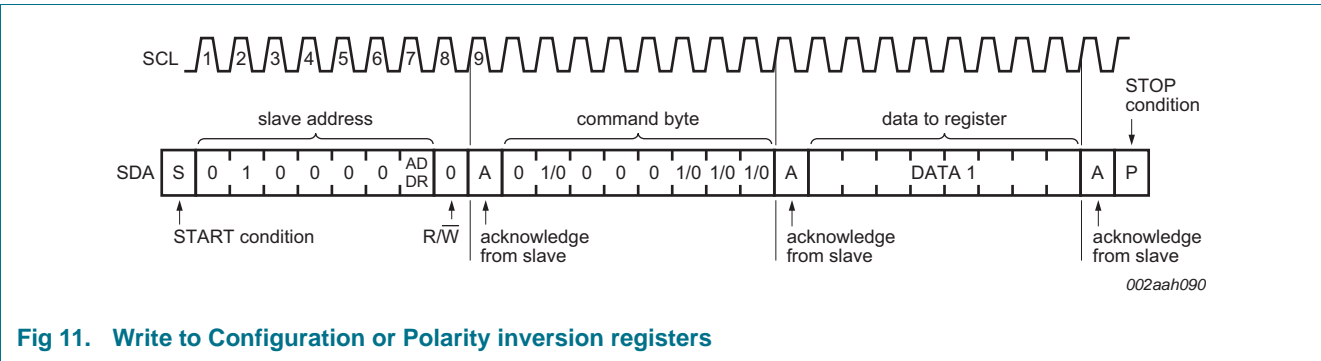 SCL 1 2 3 4 5 6 7 8 9
STOP
condition
slave address command byte data to register
SDA S 0 1 0 0 0 0 AD DR 0 A 0 1/0 0 0 0 1/0 1/0 1/0 A DATA 1 A P
START condition R/W acknowledge from slave acknowledge from slave acknowledge from slave
002aah090
Fig 11. Write to Configuration or Polarity inversion registers